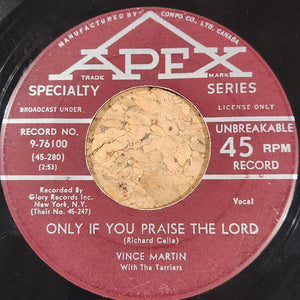 MANUFACTURED BY COMPO CO. LTD. CANADA
APEX
TRADE MARK
SPECIALTY SERIES
BROADCAST UNDER LICENSE ONLY
RECORD NO. UNBREAKABLE
9-76100 45 RPM
(45-280) RECORD
(2:53)
Recorded By
Glory Records Inc.
New York, N.Y.
(Their No. 45-247)
Vocal
ONLY IF YOU PRAISE THE LORD
(Richard Cella)
VINCE MARTIN
With The Tarriers